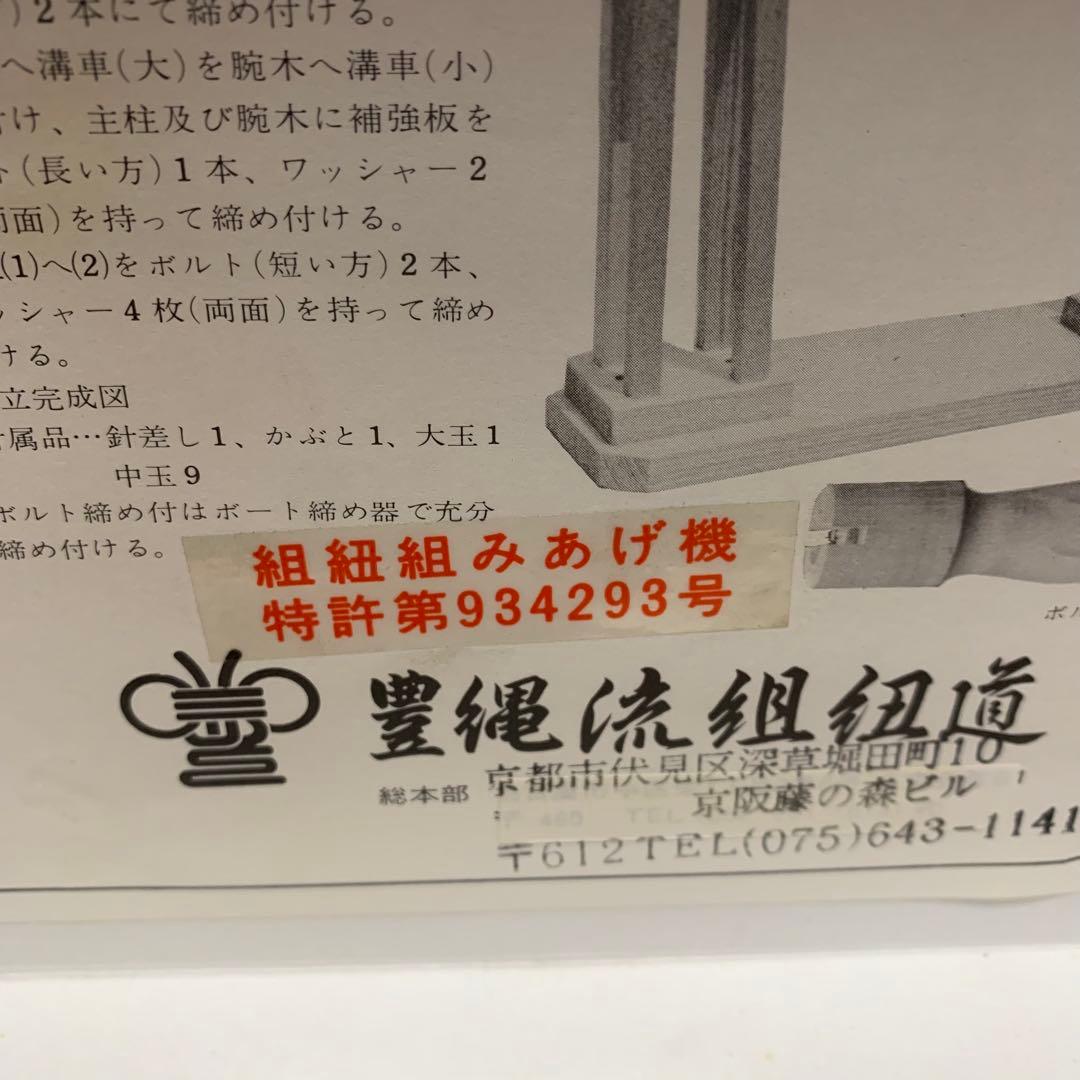 )2本にて締め付ける。
へ溝車(大)を腕木へ溝車(小)
け、主柱及び腕木に補強板を
(長い方)1本、ワッシャー2
面)を持って締め付ける。
(1)へ(2)をボルト(短い方)2本、
ッシャー4枚(両面)を持って締め
ける。
立完成図
属品…針差し1、かぶと1、大玉1
中玉9
ボルト締め付はボート締め器で充分
締め付ける。
組紐組みあげ機
特許第934293号
ボル
豊縄流組紐道
総本部 京都市伏見区深草堀田町10
京阪藤の森ビル
〒612TEL(075)643-1141